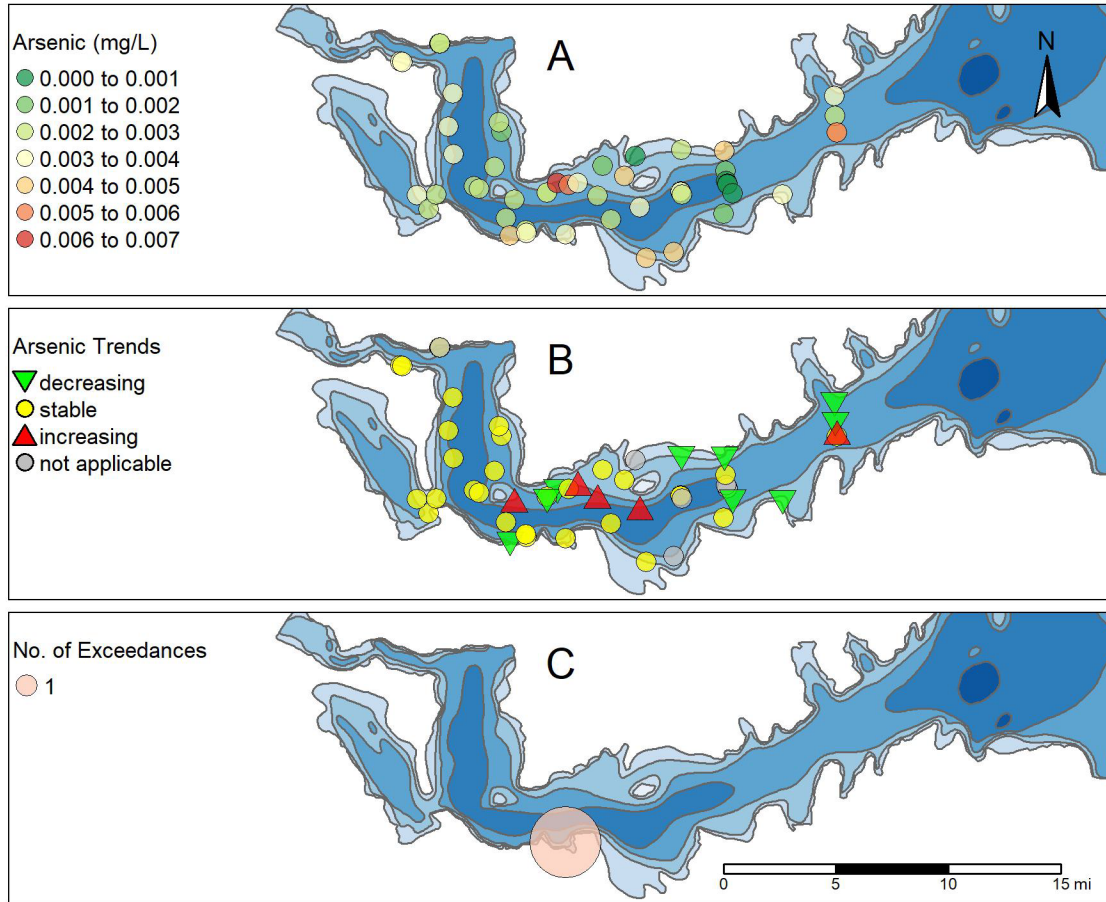 A
N
Arsenic (mg/L)
0.000 to 0.001
0.001 to 0.002
0.002 to 0.003
0.003 to 0.004
0.004 to 0.005
0.005 to 0.006
0.006 to 0.007
B
Arsenic Trends
decreasing
stable
increasing
not applicable
C
No. of Exceedances
1
0 5 10 15 mi